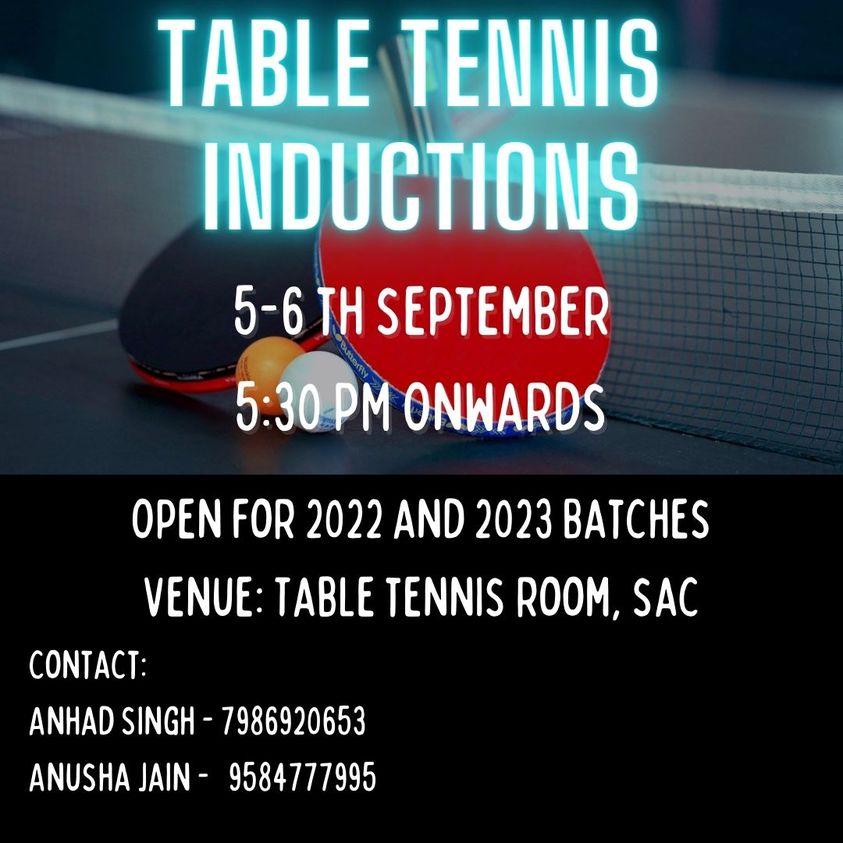 TABLE TENNIS
INDUCTIONS
5-6 TH SEPTEMBER
Butterfly
5:30 PM ONWARDS
OPEN FOR 2022 AND 2023 BATCHES
VENUE: TABLE TENNIS ROOM, SAC
CONTACT:
ANHAD SINGH - 7986920653
ANUSHA JAIN - 9584777995